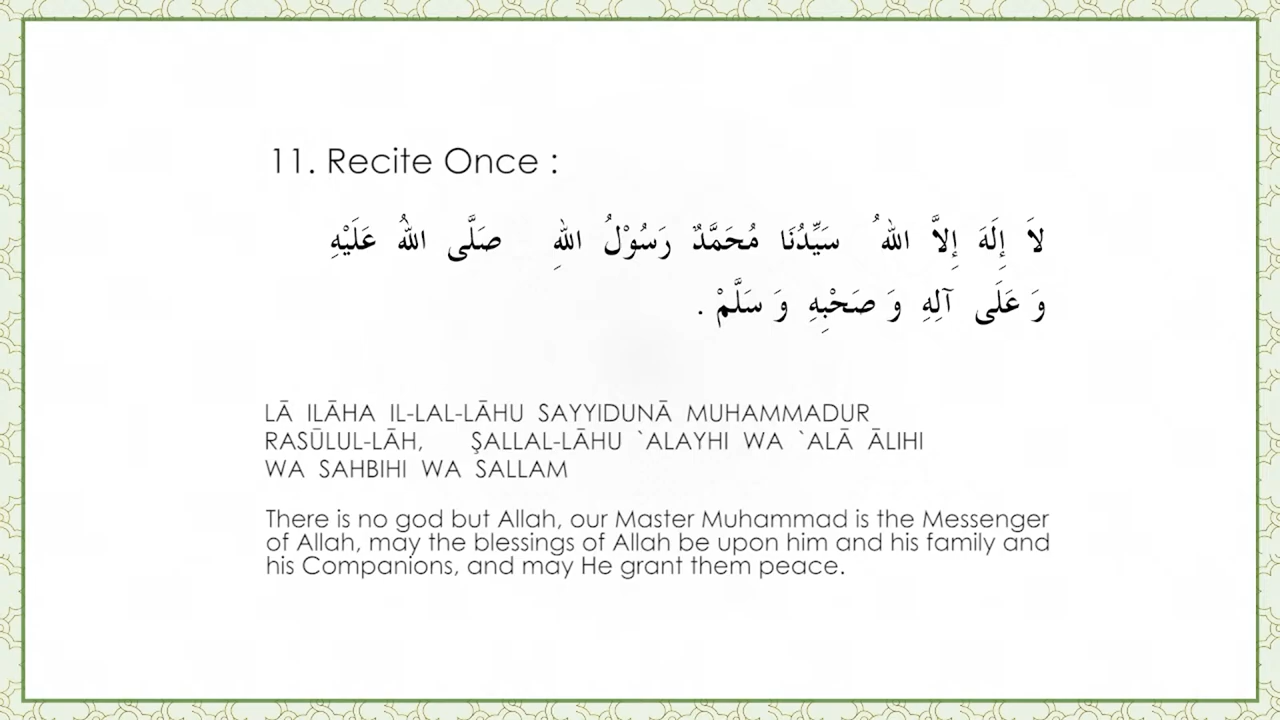 11. Recite Once :
لاَ إِلَهَ إِلاَّ اللهُ سَيِّدُنَا مُحَمَّدٌ رَسُوْلُ اللهِ صَلَّى اللهُ عَلَيْهِ
وَ عَلَى آلِهِ وَ صَحْبِهِ وَ سَلَّمْ .
LĀ ILĀHA IL-LAL-LĀHU SAYYIDUNĀ MUHAMMADUR
RASŪLUL-LĀH, ŞALLAL-LĀHU `ALAYHI WA `ALĀ ĀLIHI
WA SAHBIHI WA SALLAM
There is no god but Allah, our Master Muhammad is the Messenger
of Allah, may the blessings of Allah be upon him and his family and
his Companions, and may He grant them peace.